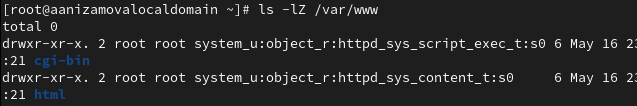 [root@aanizamovalocaldomain ~]# ls -lZ /var/www
total 0
drwxr-xr-x. 2 root root system_u:object_r:httpd_sys_script_exec_t:s0 6 May 16 23
:21 cgi-bin
drwxr-xr-x. 2 root root system_u:object_r:httpd_sys_content_t:s0     6 May 16 23
:21 html